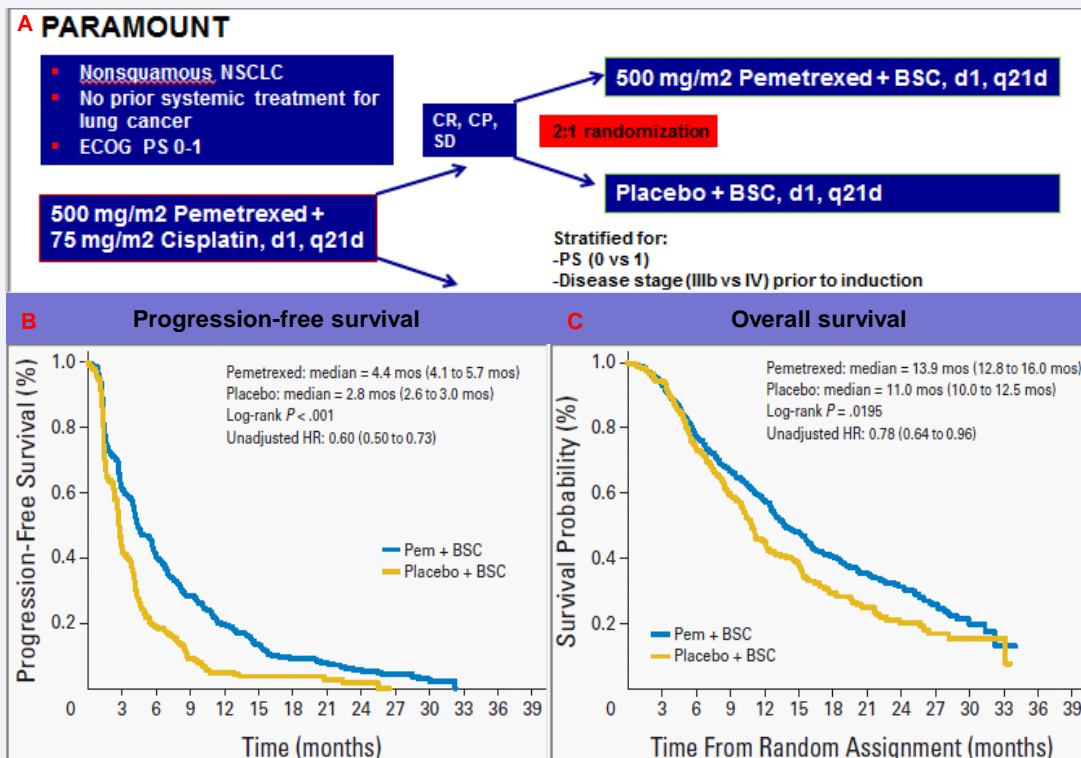 A PARAMOUNT
▪ Nonsquamous NSCLC
▪ No prior systemic treatment for
lung cancer
▪ ECOG PS 0-1
500 mg/m2 Pemetrexed +
75 mg/m2 Cisplatin, d1, q21d
CR, CP,
SD
2:1 randomization
500 mg/m2 Pemetrexed + BSC, d1, q21d
Placebo + BSC, d1, q21d
Stratified for:
-PS (0 vs 1)
-Disease stage (IIIb vs IV) prior to induction
B Progression-free survival
Progression-Free Survival (%)
1.0
0.8
0.6
0.4
0.2
Pemetrexed: median = 4.4 mos (4.1 to 5.7 mos)
Placebo: median = 2.8 mos (2.6 to 3.0 mos)
Log-rank P < .001
Unadjusted HR: 0.60 (0.50 to 0.73)
Pem + BSC
Placebo + BSC
0 3 6 9 12 15 18 21 24 27 30 33 36 39
Time (months)
C Overall survival
Survival Probability (%)
1.0
0.8
0.6
0.4
0.2
Pemetrexed: median = 13.9 mos (12.8 to 16.0 mos)
Placebo: median = 11.0 mos (10.0 to 12.5 mos)
Log-rank P = .0195
Unadjusted HR: 0.78 (0.64 to 0.96)
Pem + BSC
Placebo + BSC
0 3 6 9 12 15 18 21 24 27 30 33 36 39
Time From Random Assignment (months)